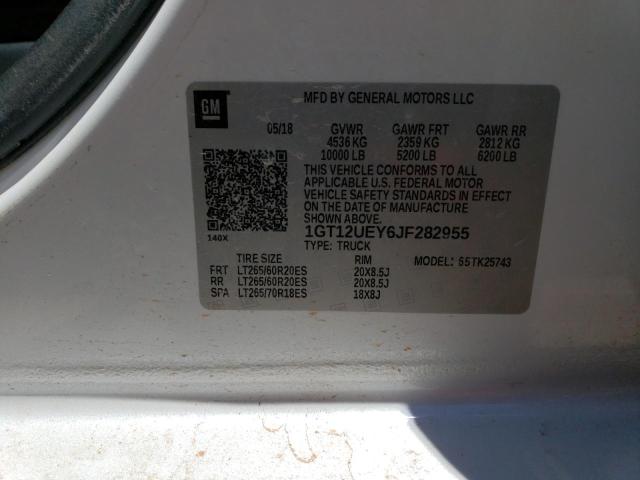 GM
MFD BY GENERAL MOTORS LLC
05/18 GVWR GAWR FRT GAWR RR
4536 KG 2359 KG 2812 KG
10000 LB 5200 LB 6200 LB
THIS VEHICLE CONFORMS TO ALL
APPLICABLE U.S. FEDERAL MOTOR
VEHICLE SAFETY STANDARDS IN EFFECT
ON THE DATE OF MANUFACTURE
SHOWN ABOVE.
1GT12UEY6JF282955
140X
TYPE: TRUCK
TIRE SIZE RIM MODEL: 65TK25743
FRT LT265/60R20ES 20X8.5J
RR LT265/60R20ES 20X8.5J
SPA LT265/70R18ES 18X8J